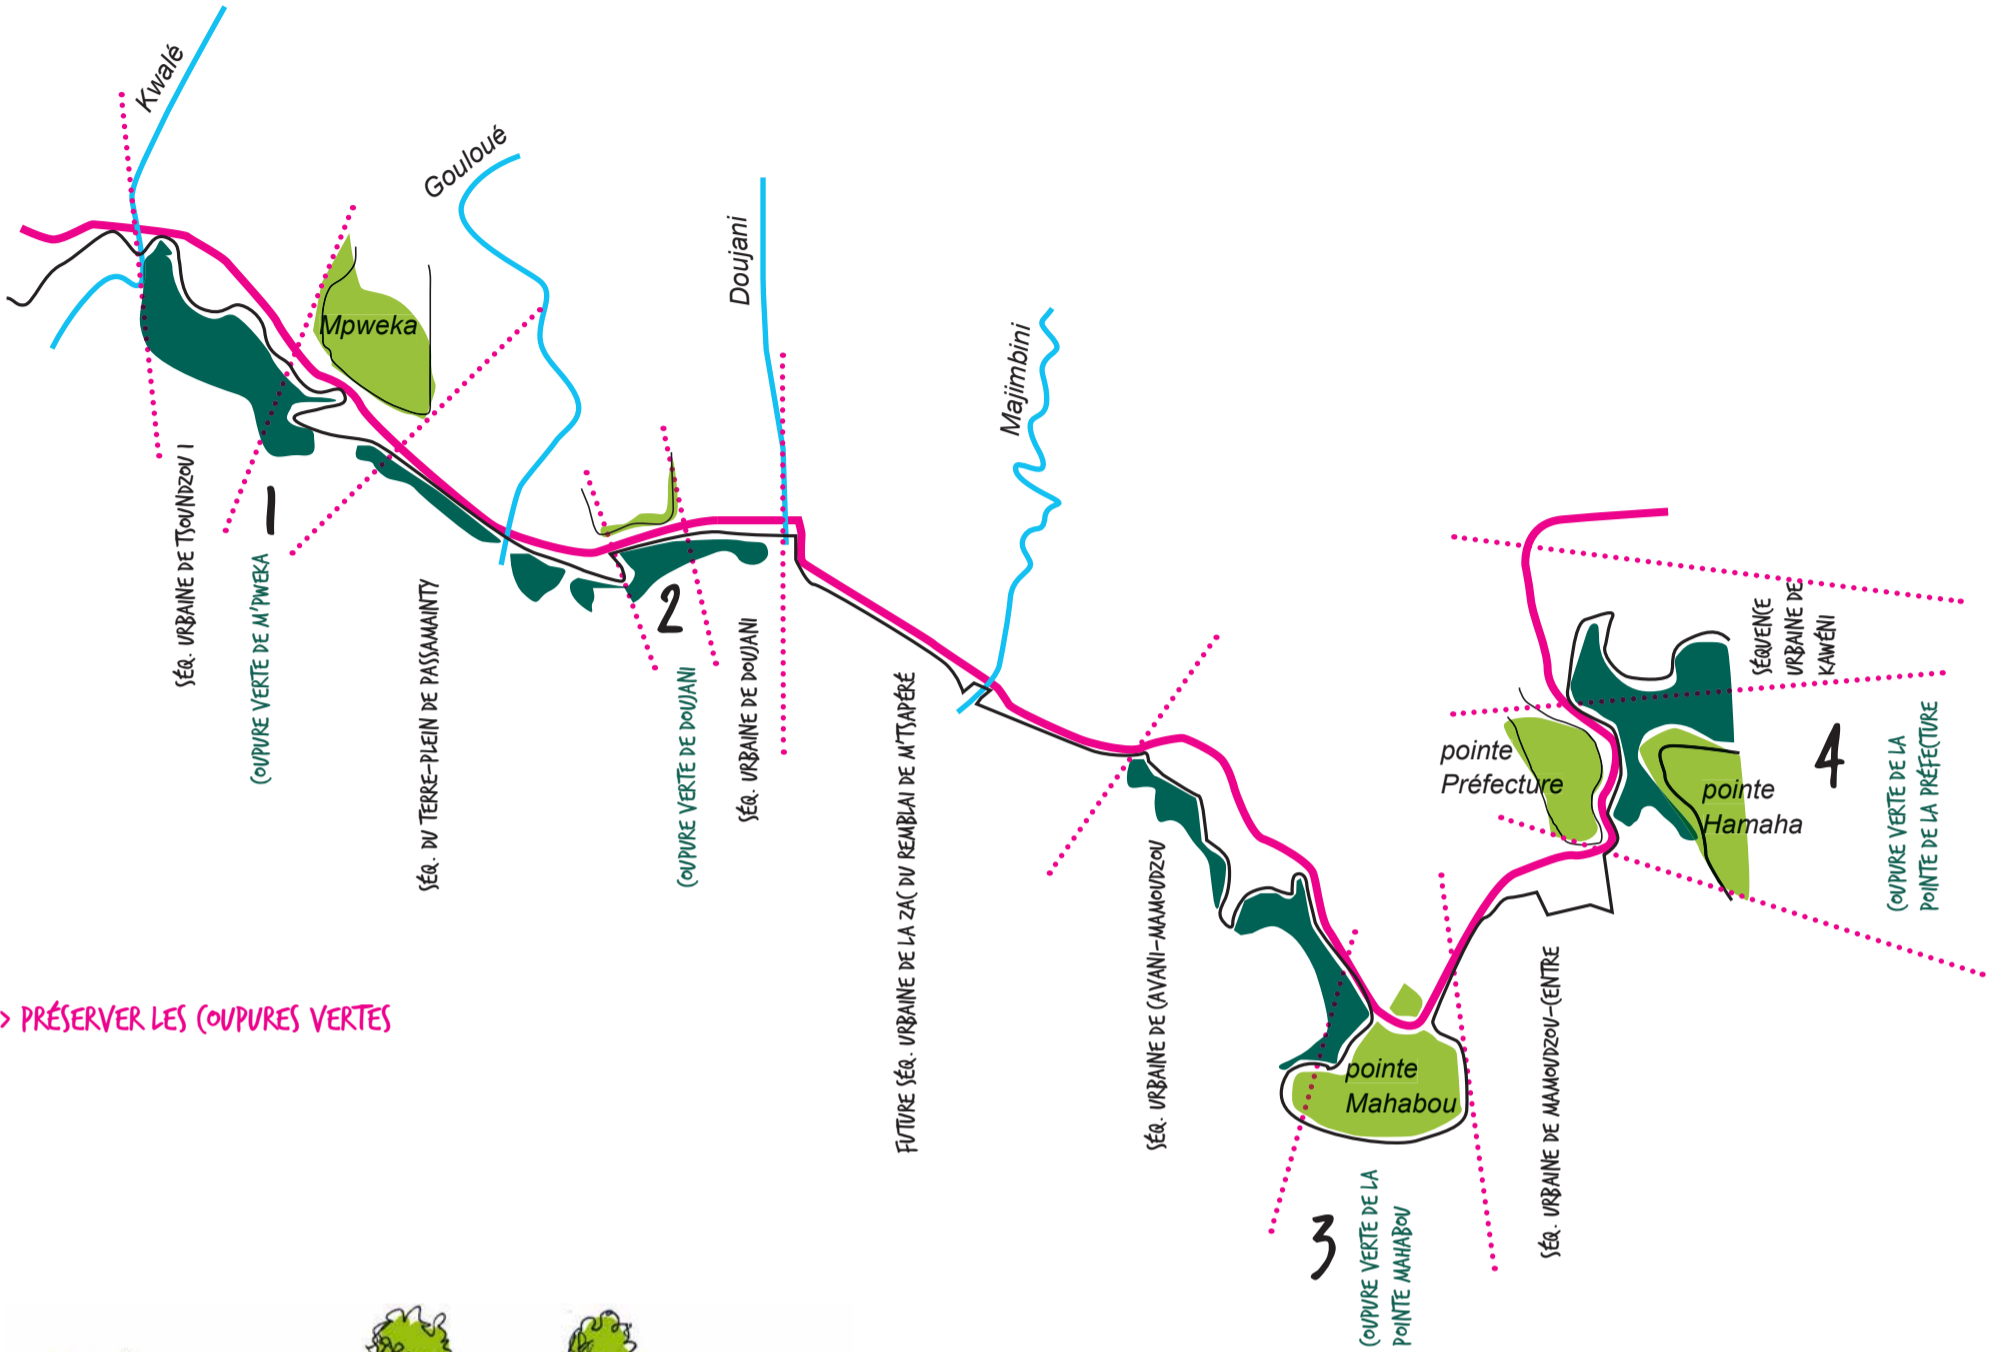 Kwalé
Gouloué
Doujani
Majimbini
Mpweka
SÉQ. URBAINE DE TSOUNDZOU 1
1
COUPURE VERTE DE M'PWEKA
SÉQ. DU TERRE-PLEIN DE PASSAMAINTY
2
COUPURE VERTE DE DOUJANI
SÉQ. URBAINE DE DOUJANI
FUTURE SÉQ. URBAINE DE LA ZAC DU REMBLAI DE M'TSAPÉRÉ
SÉQ. URBAINE DE CAVANI-MAMOUDZOU
pointe
Mahabou
3
COUPURE VERTE DE LA
POINTE MAHABOU
SÉQ. URBAINE DE MAMOUDZOU-CENTRE
pointe
Préfecture
pointe
Hamaha
SÉQUENCE
URBAINE DE
KAWÉNI
4
COUPURE VERTE DE LA
POINTE DE LA PRÉFECTURE
> PRÉSERVER LES COUPURES VERTES